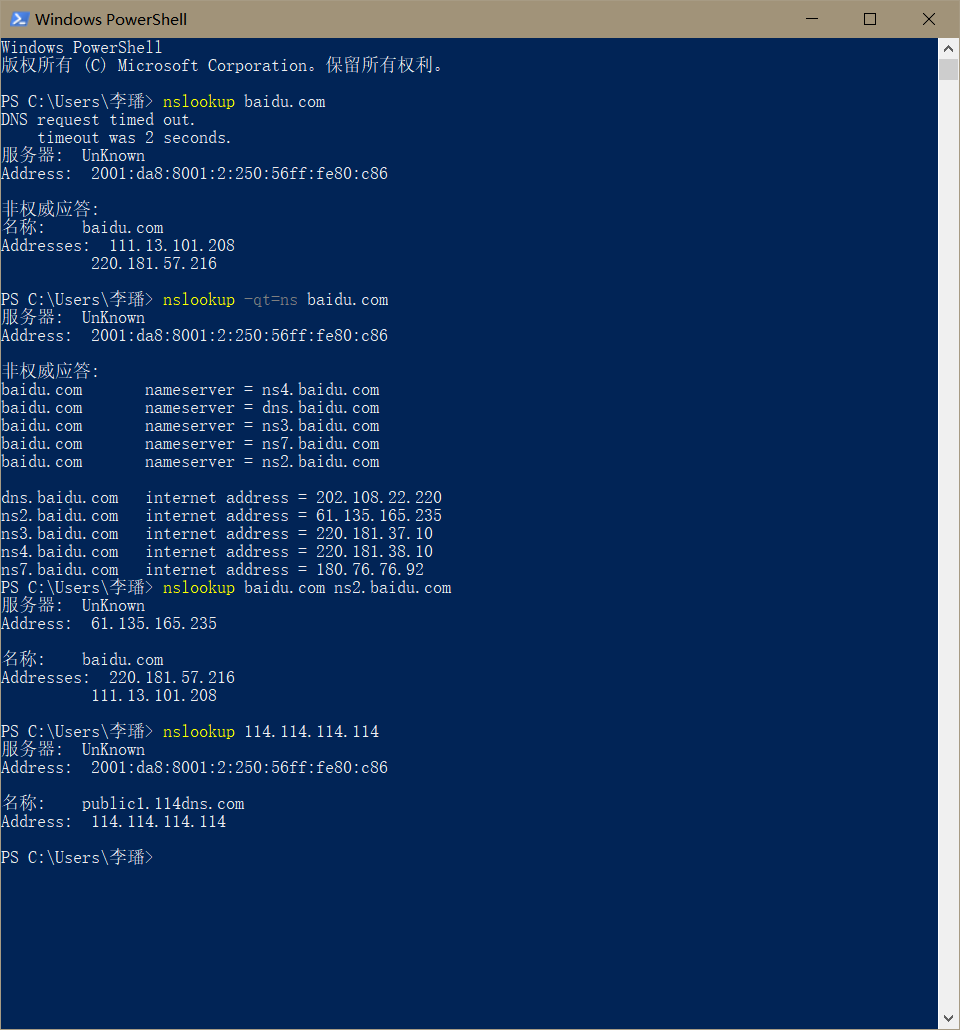 Windows PowerShell
Windows PowerShell
版权所有 (C) Microsoft Corporation。保留所有权利。
PS C:\Users\李璠> nslookup baidu.com
DNS request timed out.
    timeout was 2 seconds.
服务器:  UnKnown
Address:  2001:da8:8001:2:250:56ff:fe80:c86
非权威应答:
名称:    baidu.com
Addresses:  111.13.101.208
          220.181.57.216
PS C:\Users\李璠> nslookup -qt=ns baidu.com
服务器:  UnKnown
Address:  2001:da8:8001:2:250:56ff:fe80:c86
非权威应答:
baidu.com       nameserver = ns4.baidu.com
baidu.com       nameserver = dns.baidu.com
baidu.com       nameserver = ns3.baidu.com
baidu.com       nameserver = ns7.baidu.com
baidu.com       nameserver = ns2.baidu.com
dns.baidu.com   internet address = 202.108.22.220
ns2.baidu.com   internet address = 61.135.165.235
ns3.baidu.com   internet address = 220.181.37.10
ns4.baidu.com   internet address = 220.181.38.10
ns7.baidu.com   internet address = 180.76.76.92
PS C:\Users\李璠> nslookup baidu.com ns2.baidu.com
服务器:  UnKnown
Address:  61.135.165.235
名称:    baidu.com
Addresses:  220.181.57.216
          111.13.101.208
PS C:\Users\李璠> nslookup 114.114.114.114
服务器:  UnKnown
Address:  2001:da8:8001:2:250:56ff:fe80:c86
名称:    public1.114dns.com
Address:  114.114.114.114
PS C:\Users\李璠>